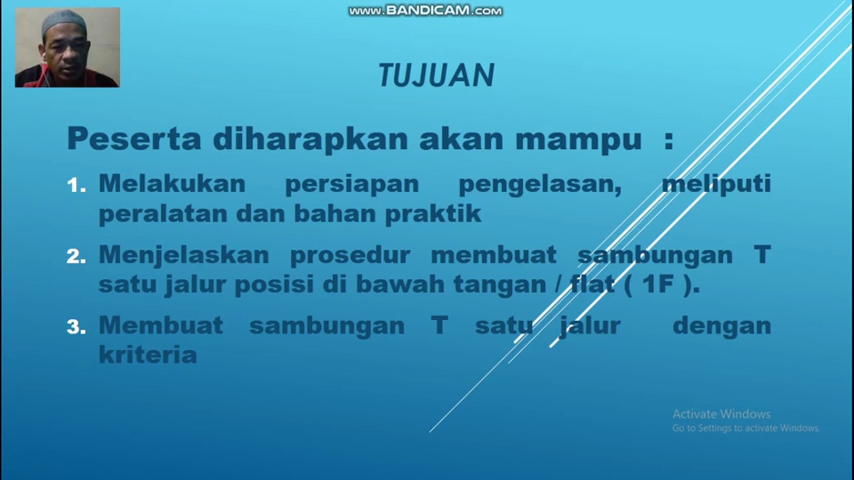 www.BANDICAM.com
TUJUAN
Peserta diharapkan akan mampu :
1. Melakukan persiapan pengelasan, meliputi
peralatan dan bahan praktik
2. Menjelaskan prosedur membuat sambungan T
satu jalur posisi di bawah tangan / flat ( 1F ).
3. Membuat sambungan T satu jalur dengan
kriteria
Activate Windows
Go to Settings to activate Windows.